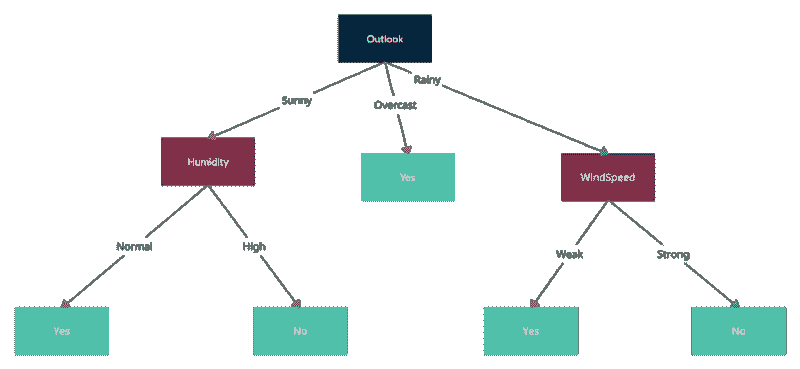 Outlook
Rainy
Sunny
Overcast
Humidity
Yes
WindSpeed
Normal
High
Weak
Strong
Yes
No
Yes
No